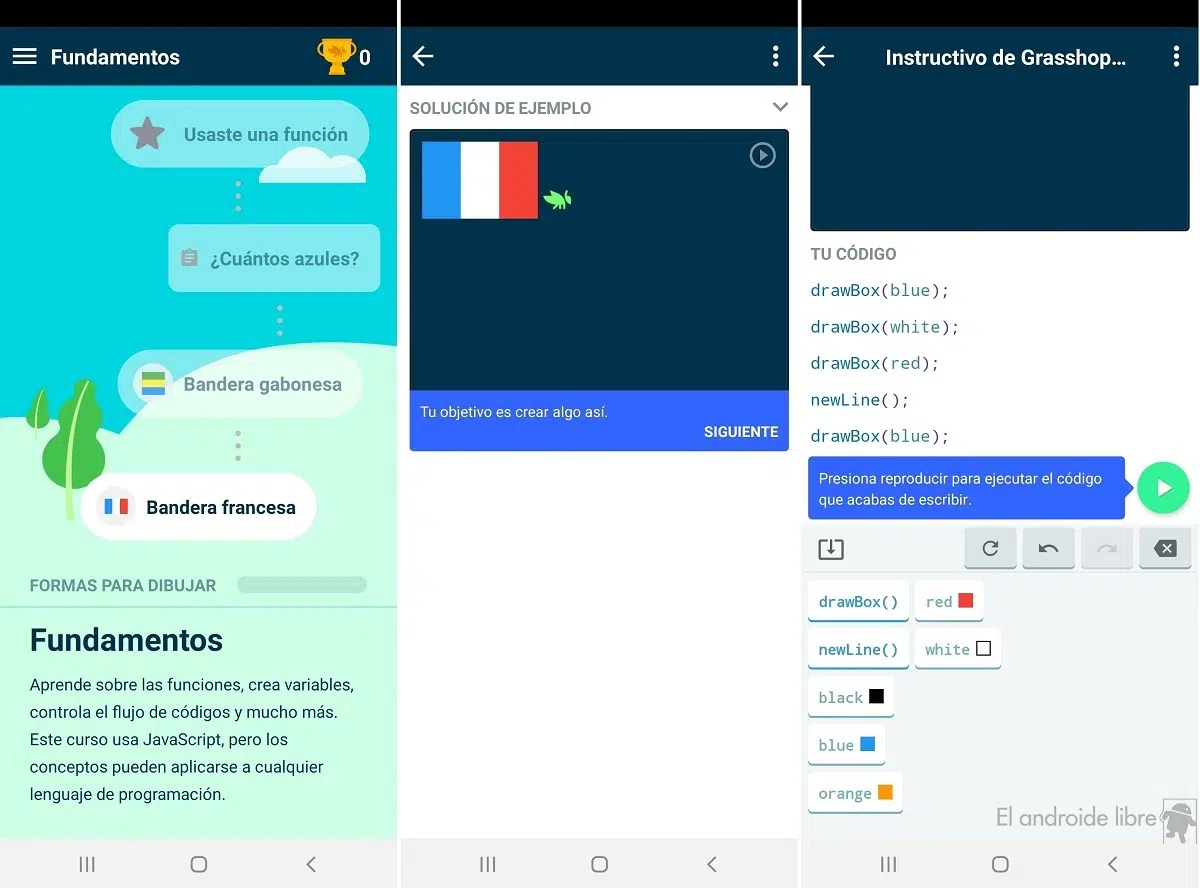 Fundamentos
0
Usaste una función
¿Cuántos azules?
Bandera gabonesa
Bandera francesa
FORMAS PARA DIBUJAR
Fundamentos
Aprende sobre las funciones, crea variables,
controla el flujo de códigos y mucho más.
Este curso usa JavaScript, pero los
conceptos pueden aplicarse a cualquier
lenguaje de programación.
SOLUCIÓN DE EJEMPLO
Tu objetivo es crear algo así.
SIGUIENTE
Instructivo de Grasshop...
TU CÓDIGO
drawBox(blue);
drawBox(white);
drawBox(red);
newLine();
drawBox(blue);
Presiona reproducir para ejecutar el código
que acabas de escribir.
drawBox() red
newLine() white
black
blue
orange
El androide libre